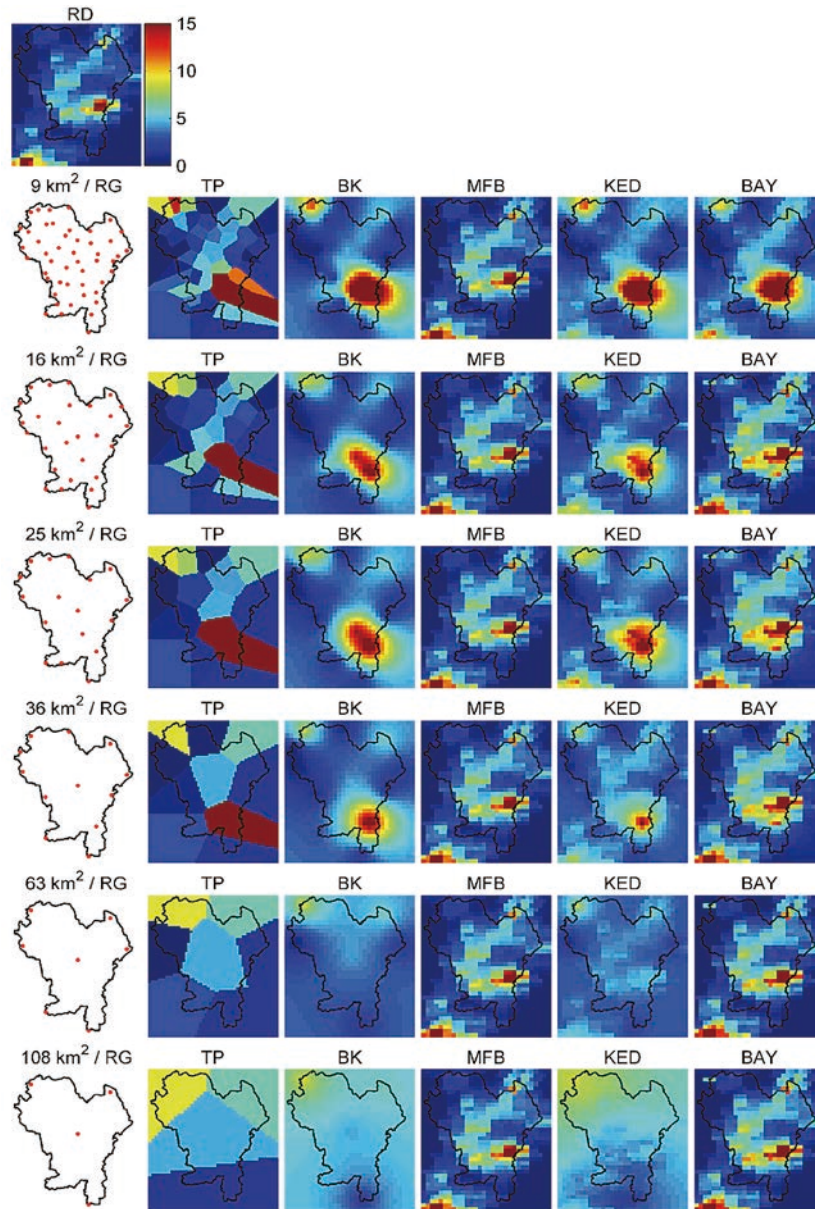 RD
15
10
5
0
9 km² / RG TP BK MFB KED BAY
16 km² / RG TP BK MFB KED BAY
25 km² / RG TP BK MFB KED BAY
36 km² / RG TP BK MFB KED BAY
63 km² / RG TP BK MFB KED BAY
108 km² / RG TP BK MFB KED BAY